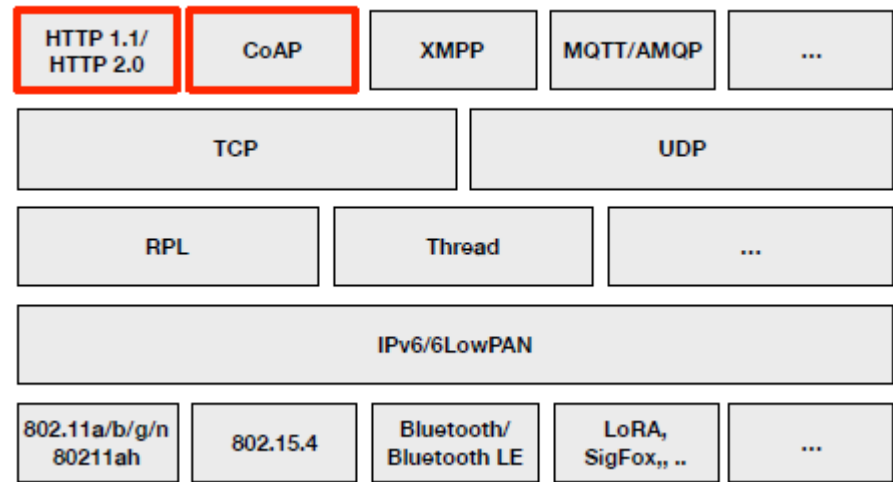 HTTP 1.1/
HTTP 2.0
CoAP
XMPP
MQTT/AMQP
...
TCP
UDP
RPL
Thread
...
IPv6/6LowPAN
802.11a/b/g/n
80211ah
802.15.4
Bluetooth/
Bluetooth LE
LoRA,
SigFox,, ..
...